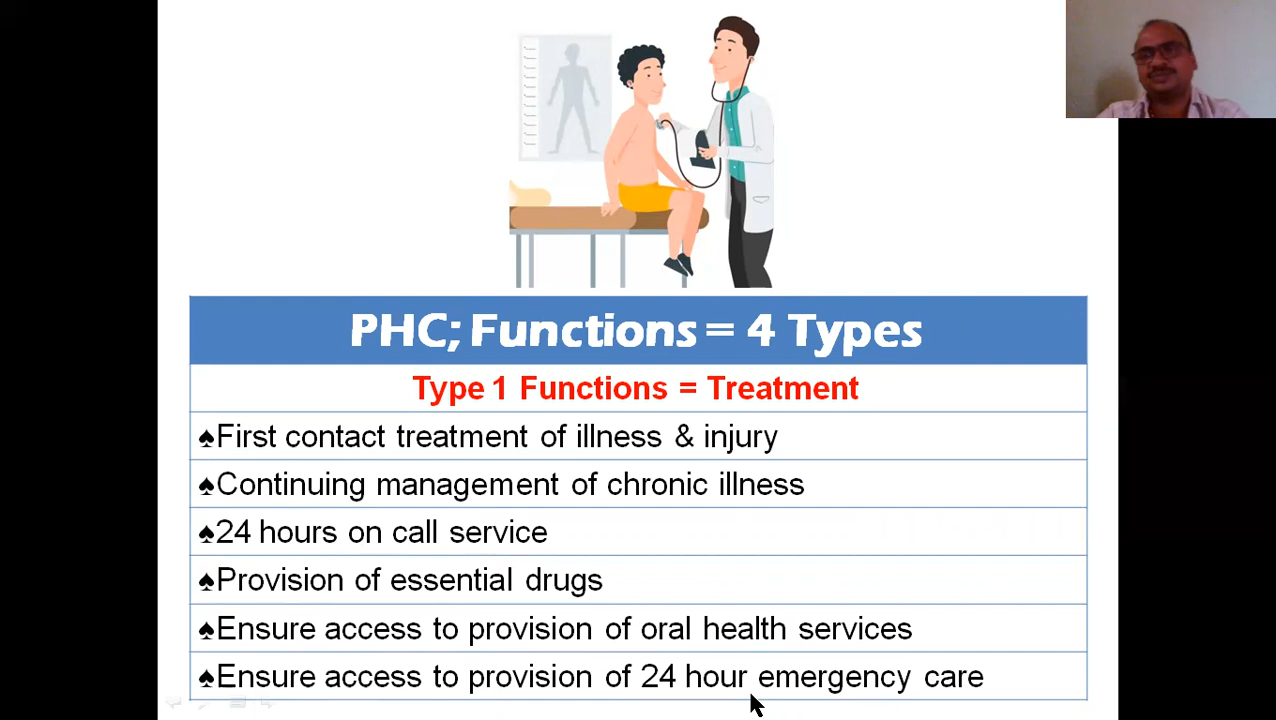 PHC; Functions = 4 Types
Type 1 Functions = Treatment
♠First contact treatment of illness & injury
♠Continuing management of chronic illness
♠24 hours on call service
♠Provision of essential drugs
♠Ensure access to provision of oral health services
♠Ensure access to provision of 24 hour emergency care